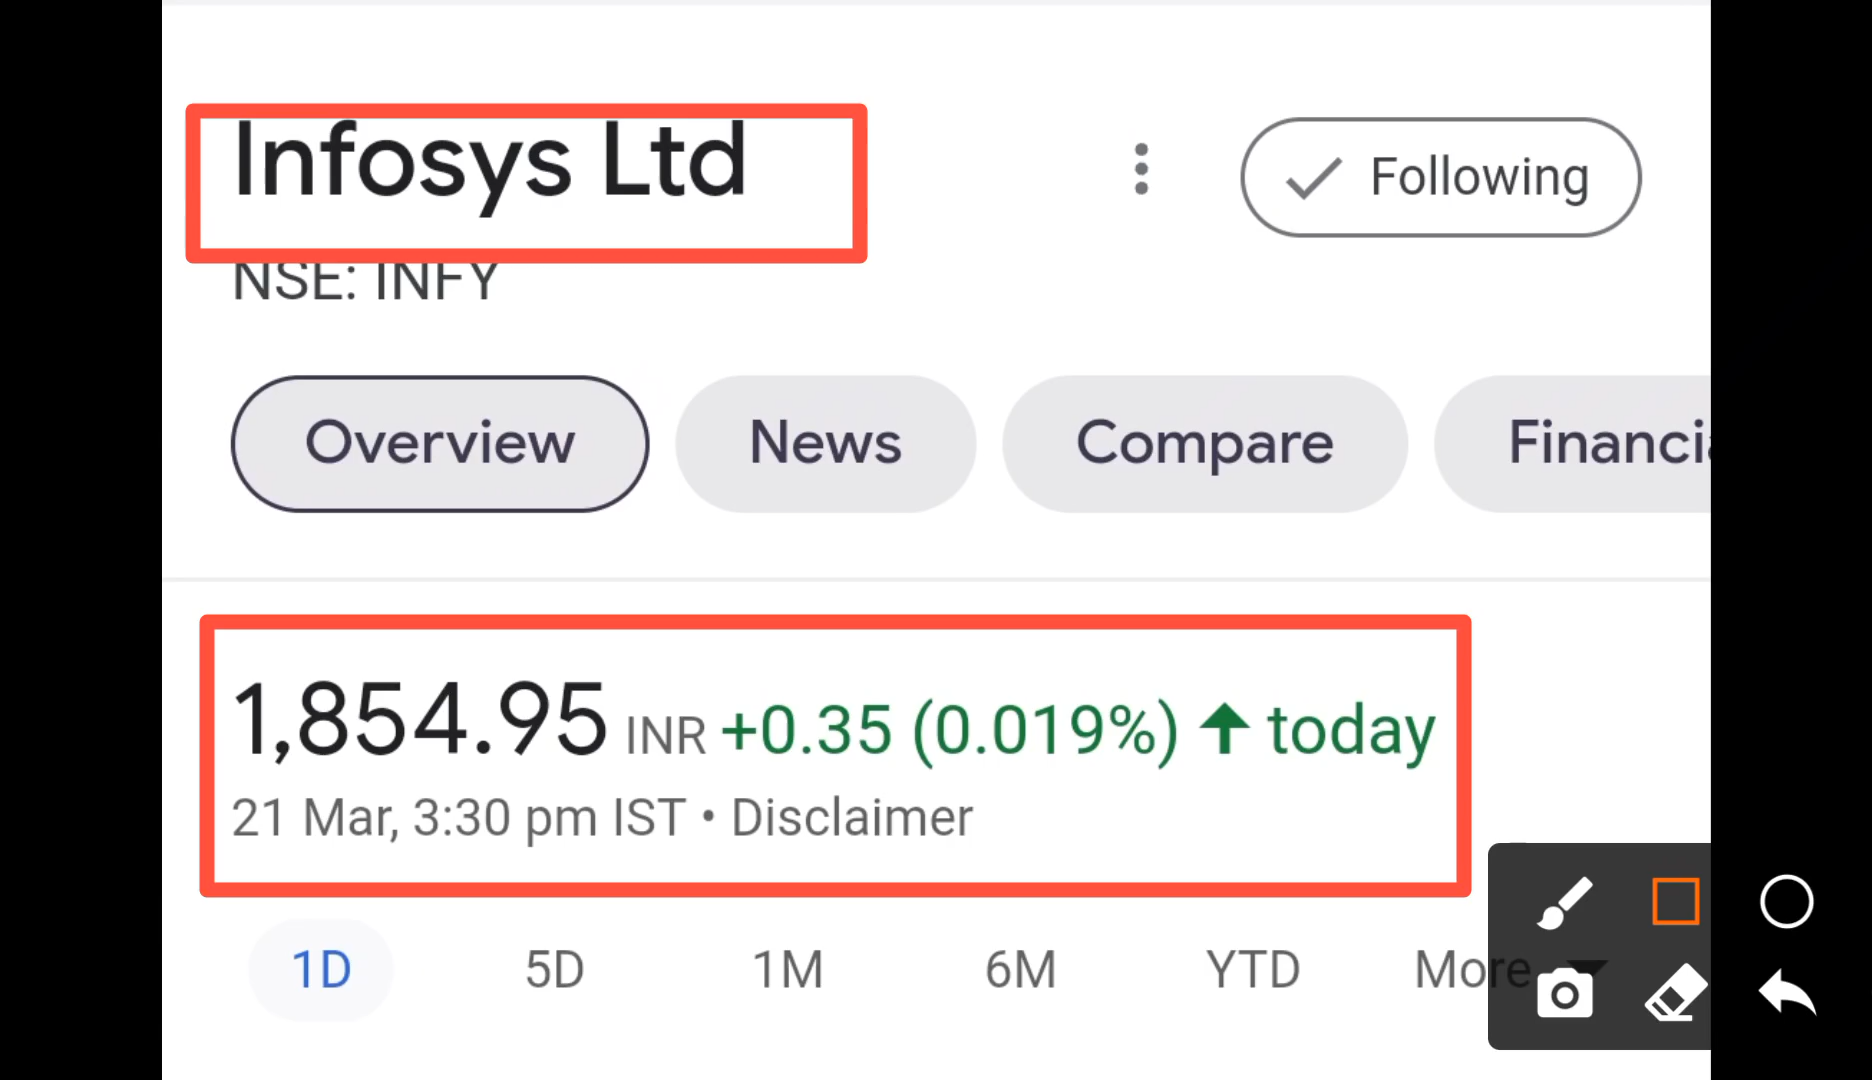 Infosys Ltd
Following
NSE: INFY
Overview News Compare Financia
1,854.95 INR +0.35 (0.019%) ↑ today
21 Mar, 3:30 pm IST • Disclaimer
1D 5D 1M 6M YTD More